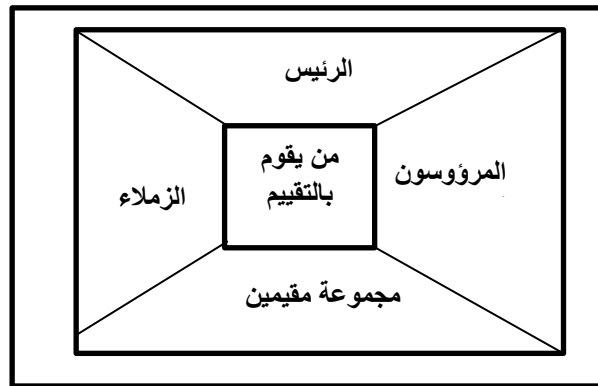 الرئيس
المرؤوسون
من يقوم
بالتقييم
الزملاء
مجموعة مقيمين